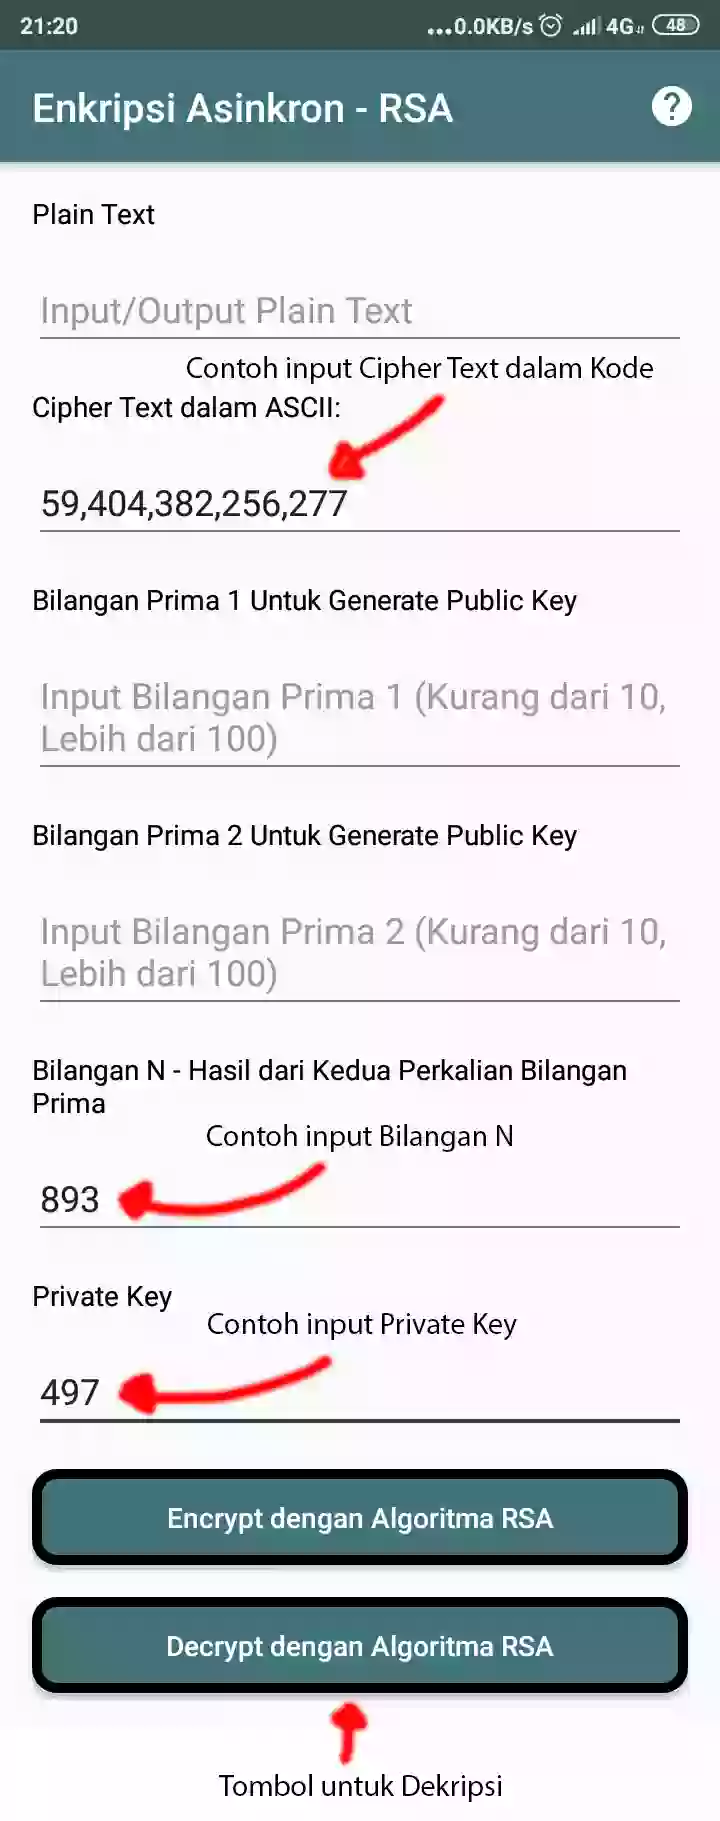 21:20
...0.0KB/s 4G 48
Enkripsi Asinkron - RSA
?
Plain Text
Input/Output Plain Text
Contoh input Cipher Text dalam Kode
Cipher Text dalam ASCII:
59,404,382,256,277
Bilangan Prima 1 Untuk Generate Public Key
Input Bilangan Prima 1 (Kurang dari 10,
Lebih dari 100)
Bilangan Prima 2 Untuk Generate Public Key
Input Bilangan Prima 2 (Kurang dari 10,
Lebih dari 100)
Bilangan N - Hasil dari Kedua Perkalian Bilangan
Prima
Contoh input Bilangan N
893
Private Key
Contoh input Private Key
497
Encrypt dengan Algoritma RSA
Decrypt dengan Algoritma RSA
Tombol untuk Dekripsi